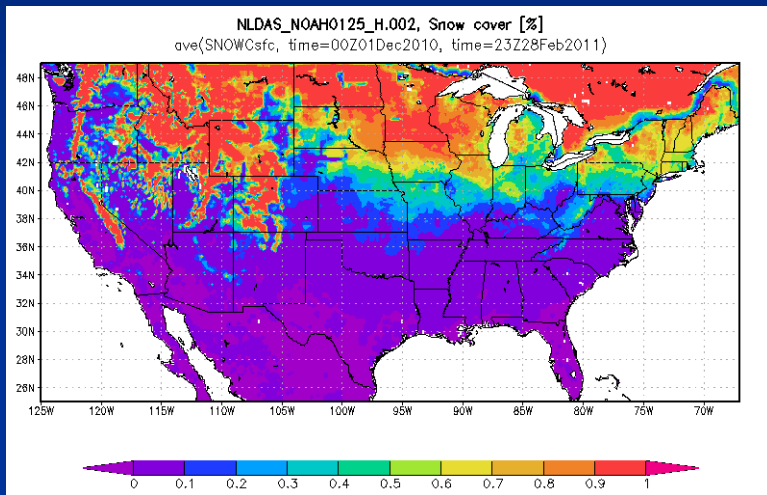 NLDAS_NOAH0125_H.002, Snow cover [%]
ave(SNOWCsfc, time=00Z01Dec2010, time=23Z28Feb2011)
48N
46N
44N
42N
40N
38N
36N
34N
32N
30N
28N
26N
125W 120W 115W 110W 105W 100W 95W 90W 85W 80W 75W 70W
0 0.1 0.2 0.3 0.4 0.5 0.6 0.7 0.8 0.9 1